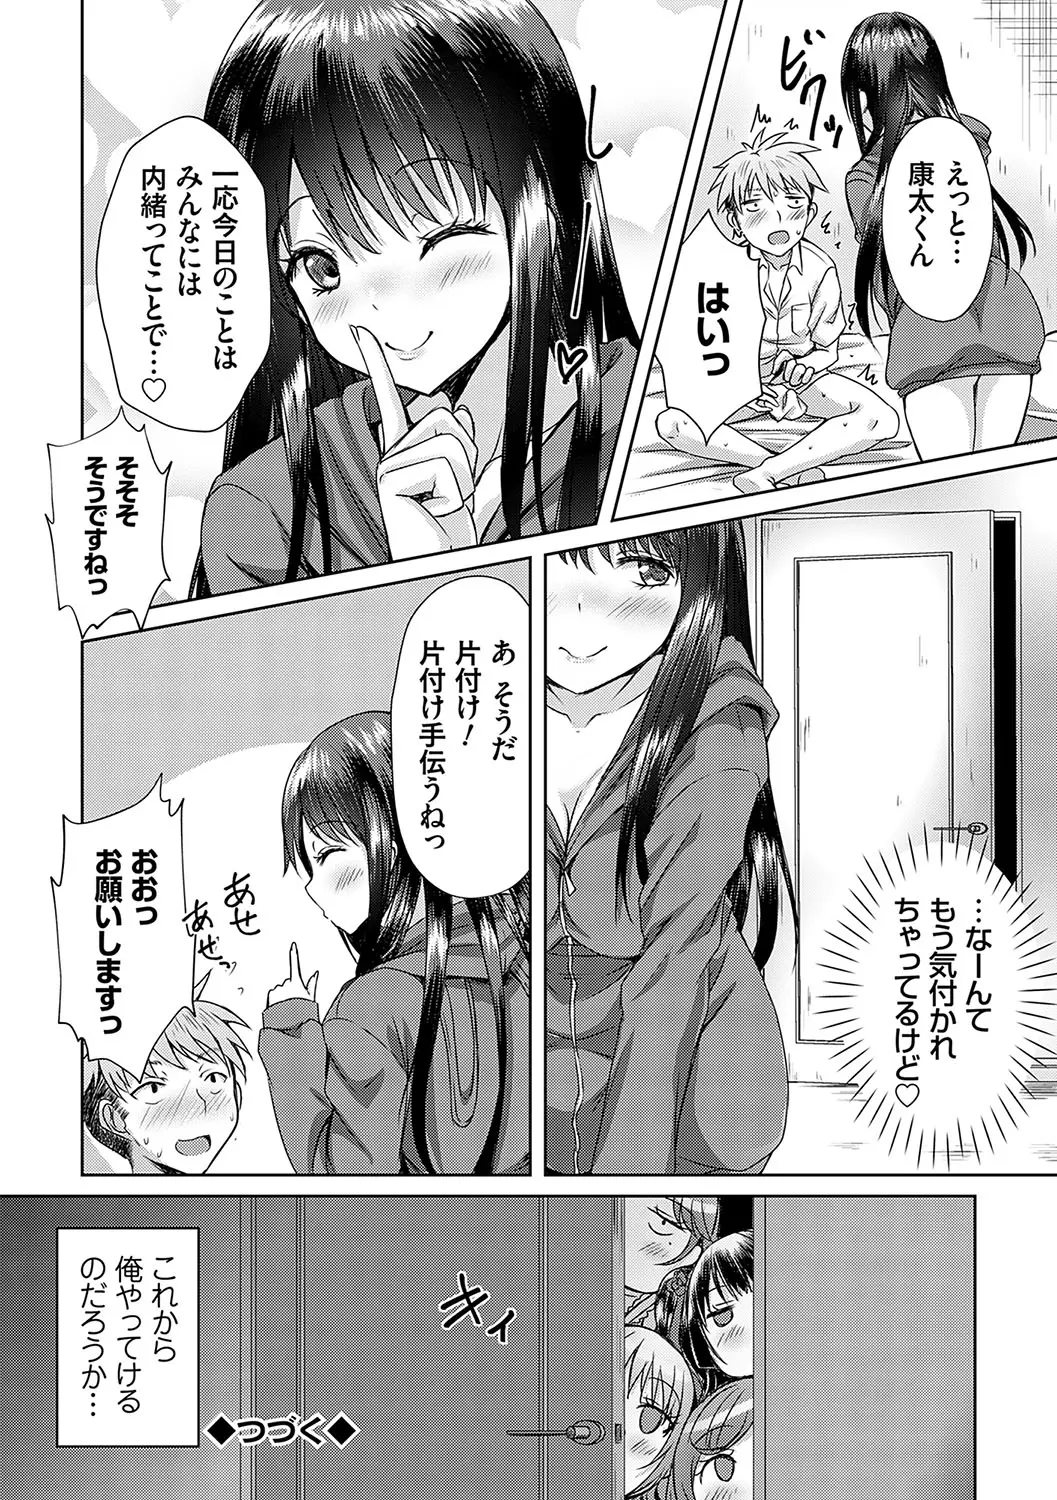 えっと…
康太くん
ビクッ
はいっ
一応今日のことは
みんなには
内緒ってことで…♡
そそそ
そうですねっ
…なーんて
もう気付かれ
ちゃってるけど♡
あ そうだ
片付け！
片付け手伝うねっ
あせ
あせっ
おおっ
お願いしますっ
キィ
これから
俺やってける
のだろうか…
◆つづく◆